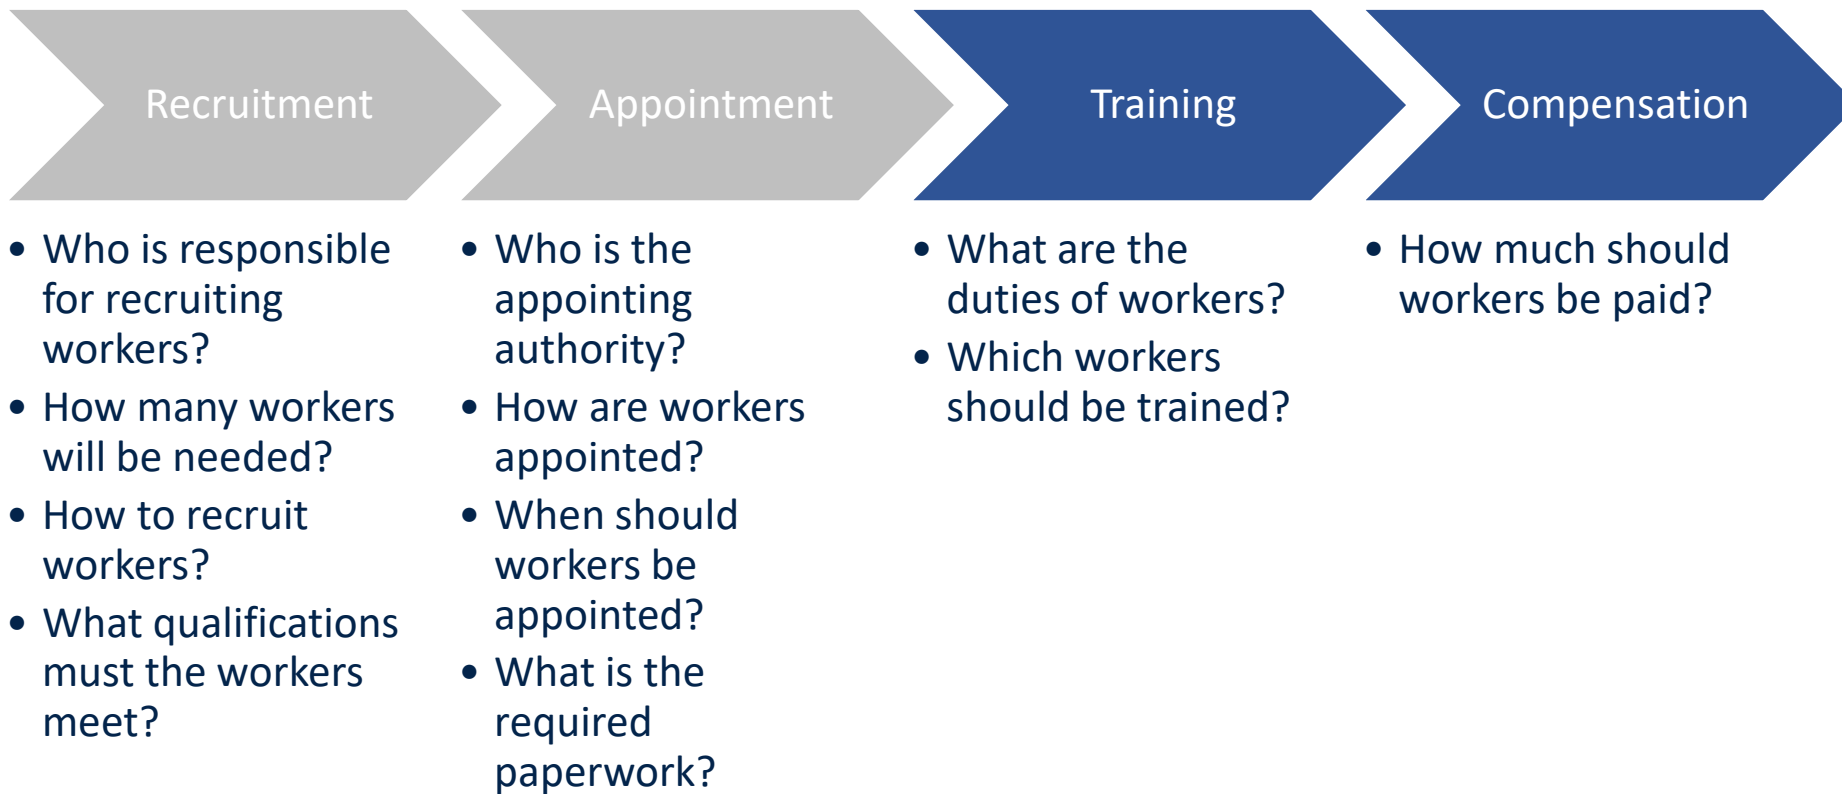 Recruitment
• Who is responsible
for recruiting
workers?
• How many workers
will be needed?
• How to recruit
workers?
• What qualifications
must the workers
meet?
Appointment
• Who is the
appointing
authority?
• How are workers
appointed?
• When should
workers be
appointed?
• What is the
required
paperwork?
Training
• What are the
duties of workers?
• Which workers
should be trained?
Compensation
• How much should
workers be paid?